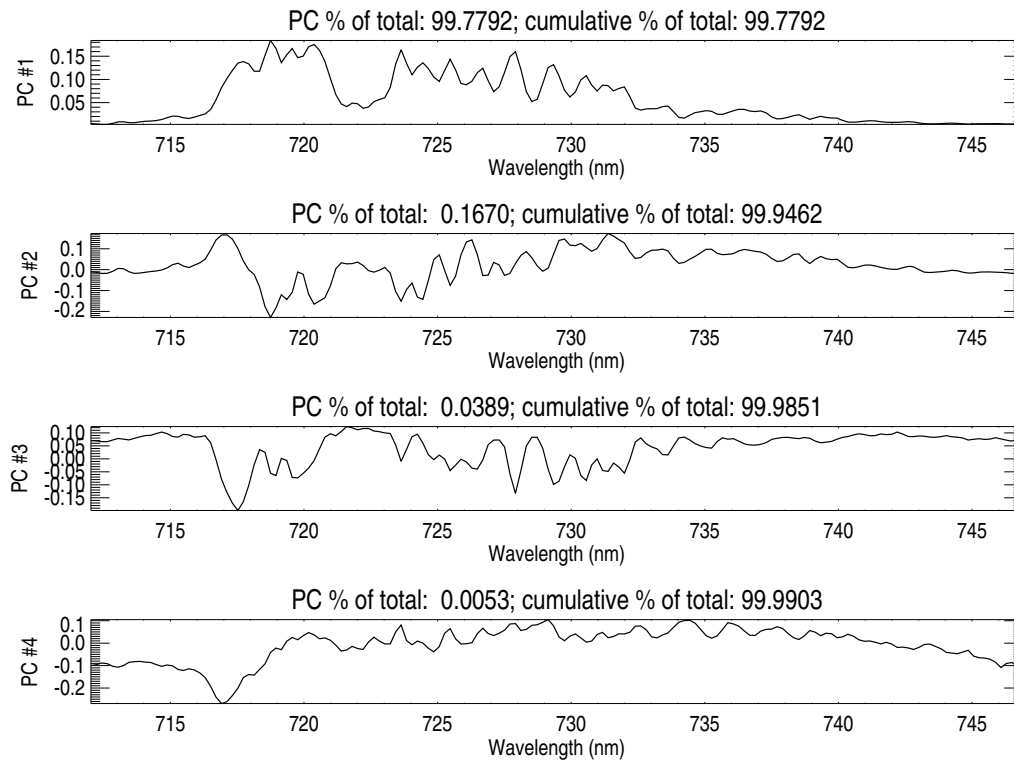 PC % of total: 99.7792; cumulative % of total: 99.7792
PC #1
0.15
0.10
0.05
715 720 725 730 735 740 745
Wavelength (nm)
PC % of total: 0.1670; cumulative % of total: 99.9462
PC #2
0.1
0.0
-0.1
-0.2
715 720 725 730 735 740 745
Wavelength (nm)
PC % of total: 0.0389; cumulative % of total: 99.9851
PC #3
0.10
0.05
0.00
-0.05
-0.10
-0.15
715 720 725 730 735 740 745
Wavelength (nm)
PC % of total: 0.0053; cumulative % of total: 99.9903
PC #4
0.1
0.0
-0.1
-0.2
715 720 725 730 735 740 745
Wavelength (nm)